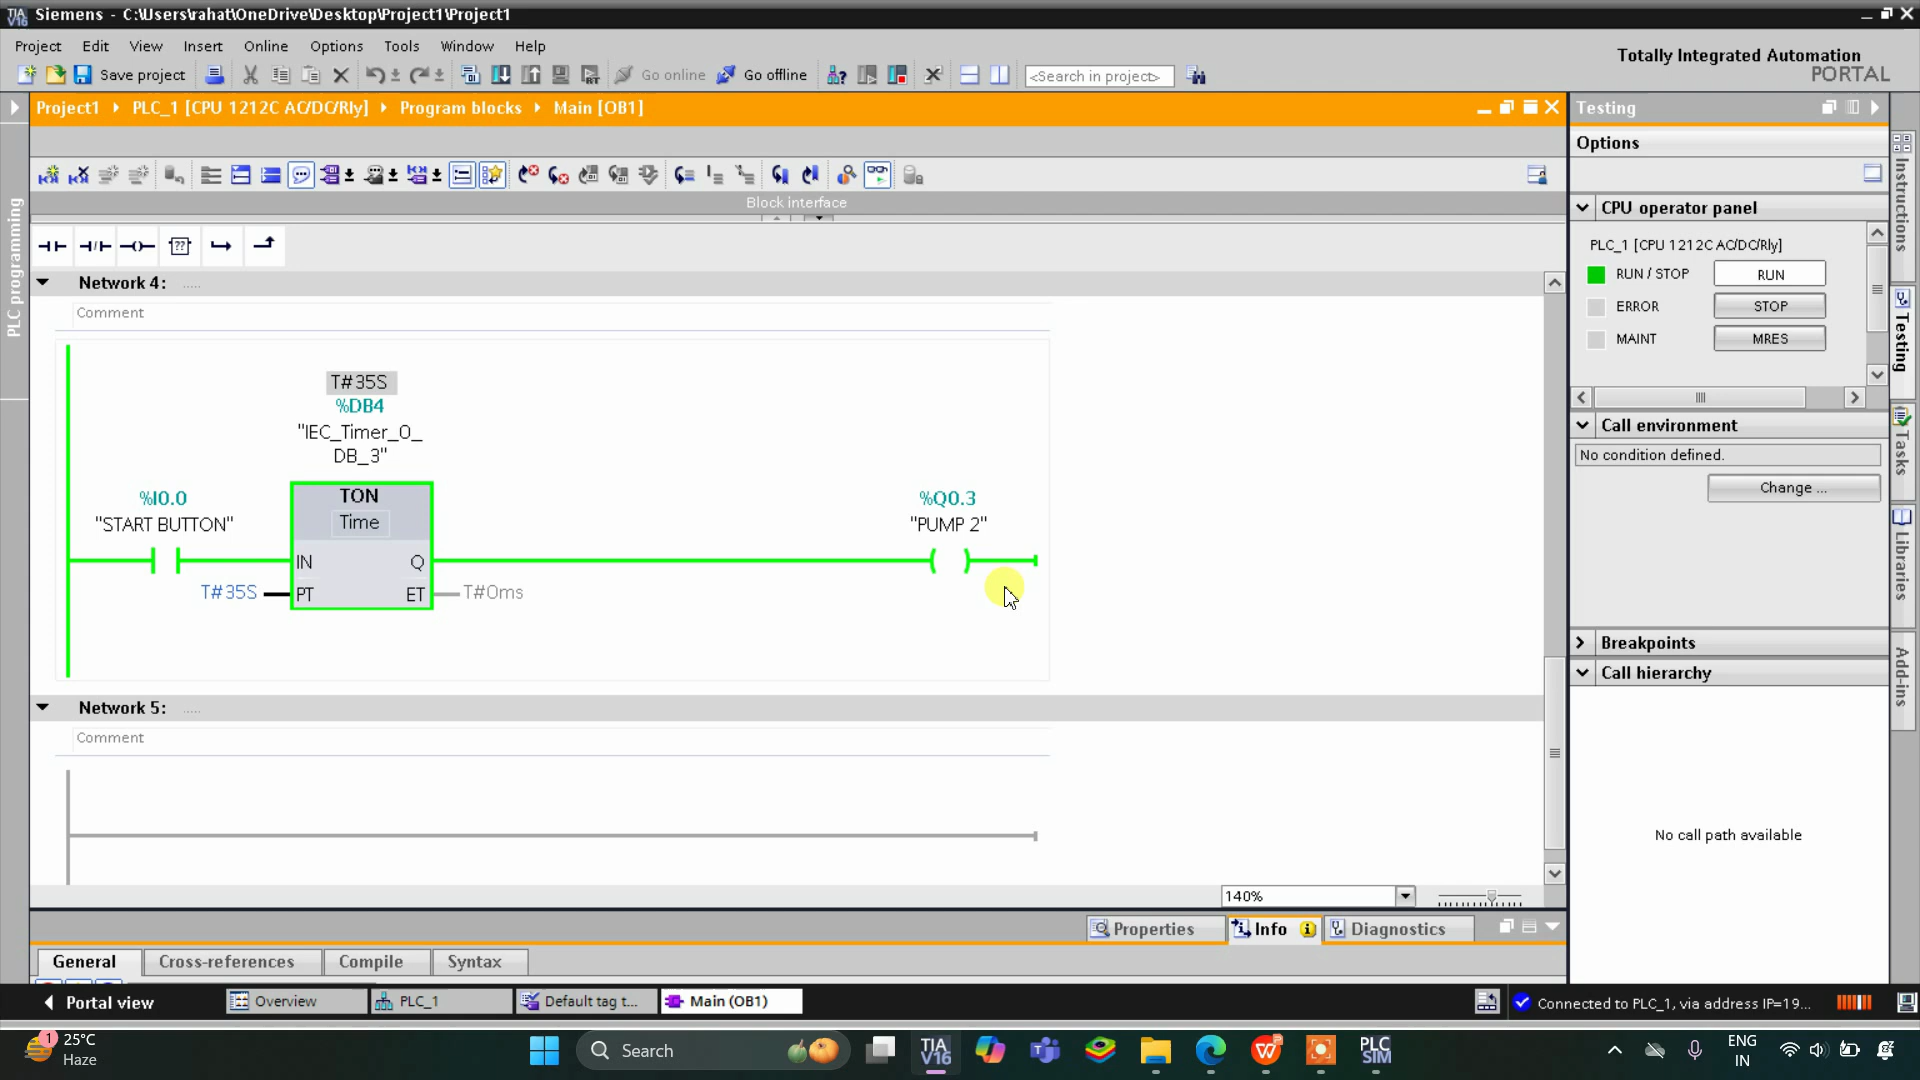 Siemens - C:\Users\rahat\OneDrive\Desktop\Project1\Project1
Project Edit View Insert Online Options Tools Window Help
Totally Integrated Automation
PORTAL
Save project
Go online
Go offline
<Search in project>
Project1 PLC_1 [CPU 1212C AC/DC/Rly] Program blocks Main [OB1]
Testing
Options
Block interface
PLC programming
CPU operator panel
PLC_1 [CPU 1212C AC/DC/Rly]
RUN / STOP RUN
ERROR STOP
MAINT MRES
Network 4: .....
Comment
T#35S
%DB4
"IEC_Timer_0_
DB_3"
%I0.0
"START BUTTON"
TON
Time
IN Q
T#35S PT ET T#0ms
%Q0.3
"PUMP 2"
Call environment
No condition defined.
Change ...
Breakpoints
Call hierarchy
No call path available
Network 5: .....
Comment
140%
Properties Info Diagnostics
General Cross-references Compile Syntax
Instructions
Testing
Tasks
Libraries
Add-ins
Portal view Overview PLC_1 Default tag t... Main (OB1)
Connected to PLC_1, via address IP=19...
1
25°C
Haze
Search
TIA
V16
PLC
SIM
ENG
IN